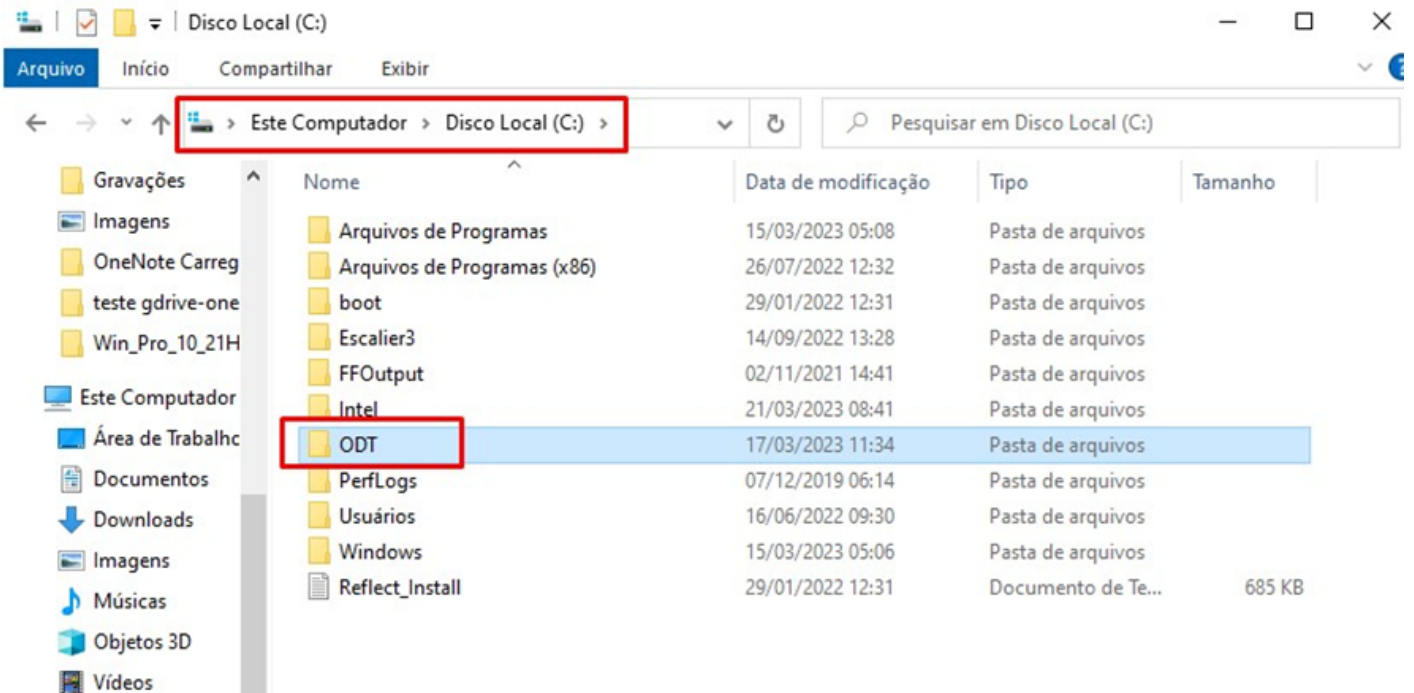 Disco Local (C:)
Arquivo Início Compartilhar Exibir
Este Computador Disco Local (C:) Pesquisar em Disco Local (C:)
Gravações
Imagens
OneNote Carreg
teste gdrive-one
Win_Pro_10_21H
Este Computador
Área de Trabalho
Documentos
Downloads
Imagens
Músicas
Objetos 3D
Vídeos
Nome Data de modificação Tipo Tamanho
Arquivos de Programas 15/03/2023 05:08 Pasta de arquivos
Arquivos de Programas (x86) 26/07/2022 12:32 Pasta de arquivos
boot 29/01/2022 12:31 Pasta de arquivos
Escalier3 14/09/2022 13:28 Pasta de arquivos
FFOutput 02/11/2021 14:41 Pasta de arquivos
Intel 21/03/2023 08:41 Pasta de arquivos
ODT 17/03/2023 11:34 Pasta de arquivos
PerfLogs 07/12/2019 06:14 Pasta de arquivos
Usuários 16/06/2022 09:30 Pasta de arquivos
Windows 15/03/2023 05:06 Pasta de arquivos
Reflect_Install 29/01/2022 12:31 Documento de Te... 685 KB